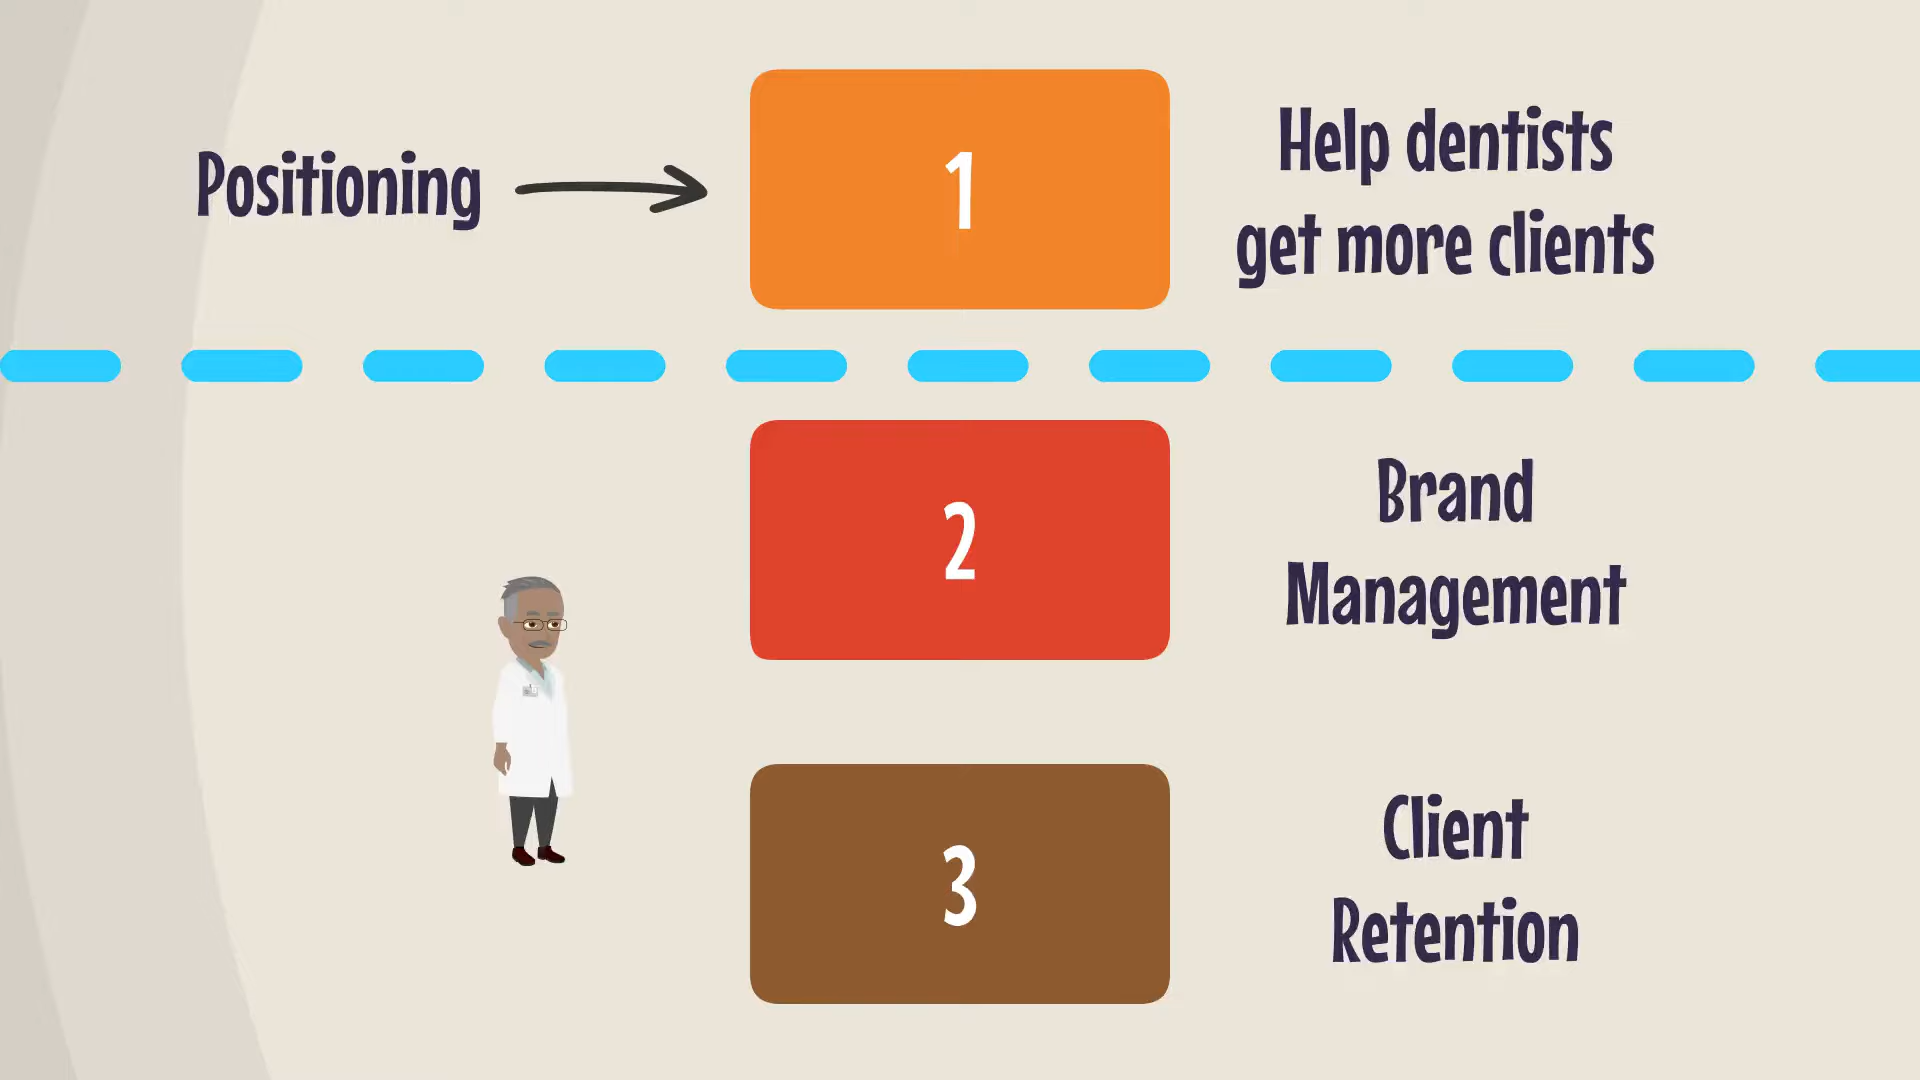 Positioning
1
Help dentists
get more clients
2
Brand
Management
3
Client
Retention